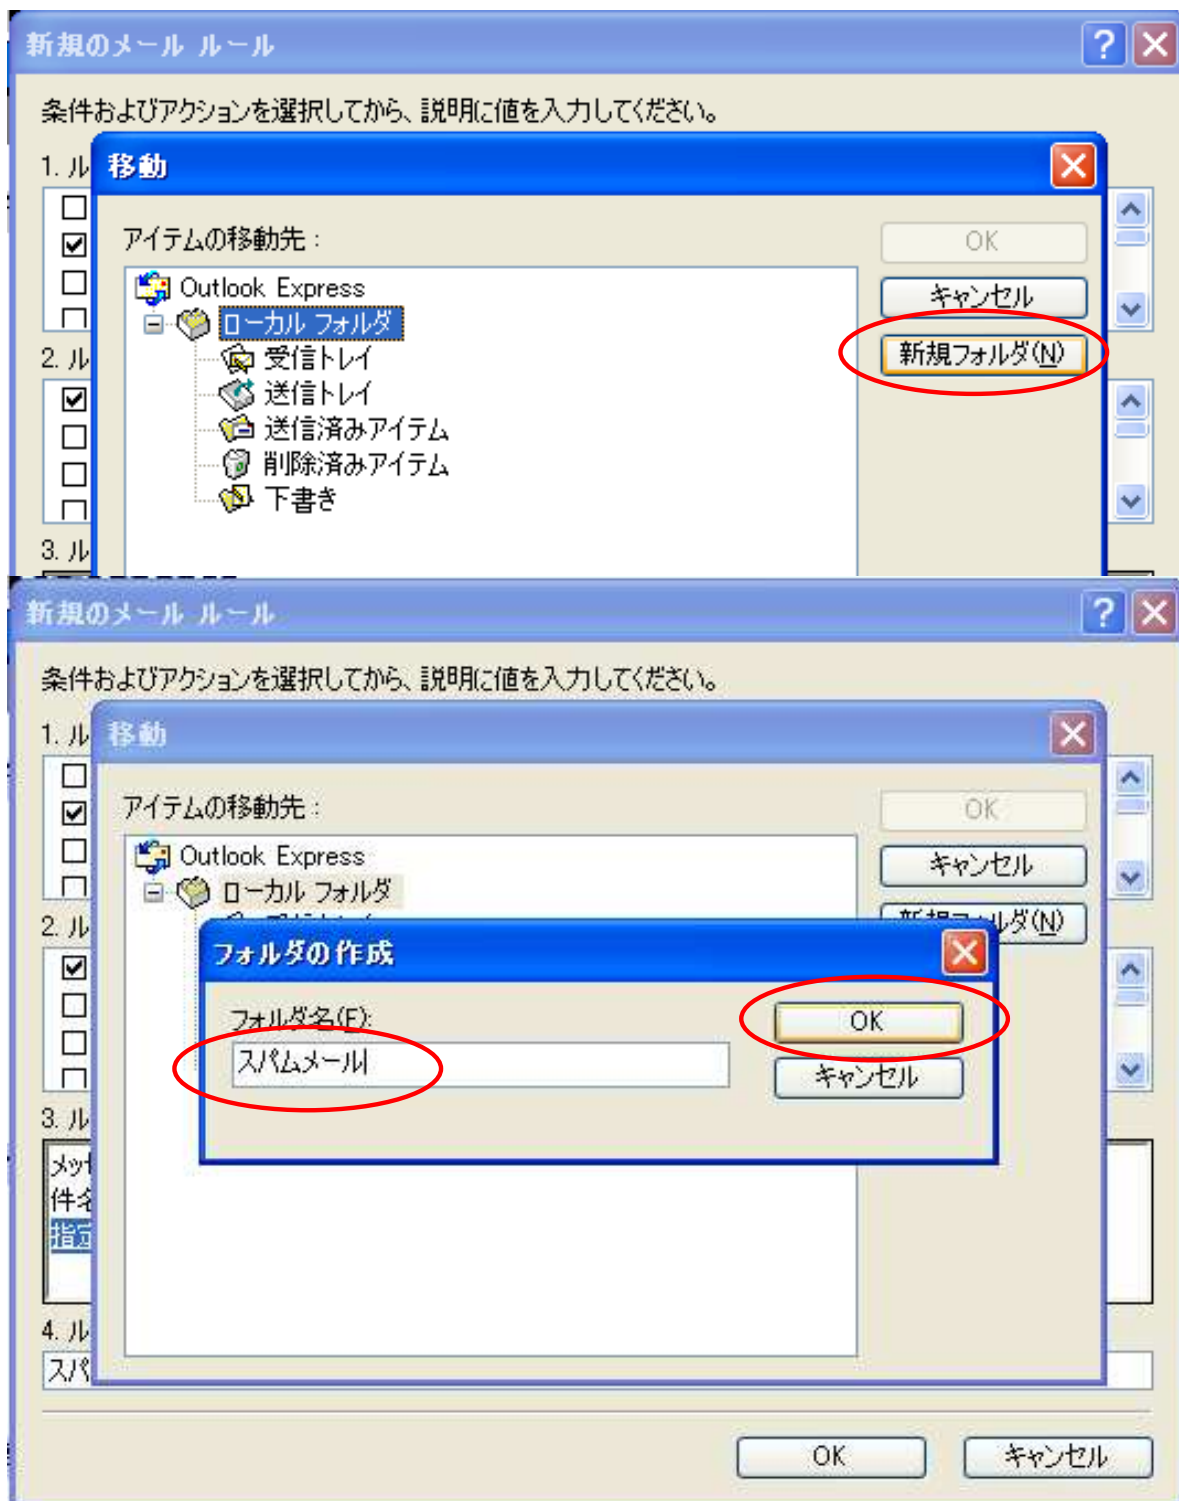 新規のメール ルール
条件およびアクションを選択してから、説明に値を入力してください。
1. ル
移動
アイテムの移動先：
OK
Outlook Express
キャンセル
ローカル フォルダ
新規フォルダ(N)
受信トレイ
2. ル
送信トレイ
送信済みアイテム
削除済みアイテム
下書き
3. ル
新規のメール ルール
条件およびアクションを選択してから、説明に値を入力してください。
1. ル
移動
アイテムの移動先：
OK
Outlook Express
キャンセル
ローカル フォルダ
新規フォルダ(N)
2. ル
フォルダの作成
フォルダ名(F):
OK
スパムメール
キャンセル
3. ル
メッセ
件名
指定
4. ル
スパ
OK
キャンセル